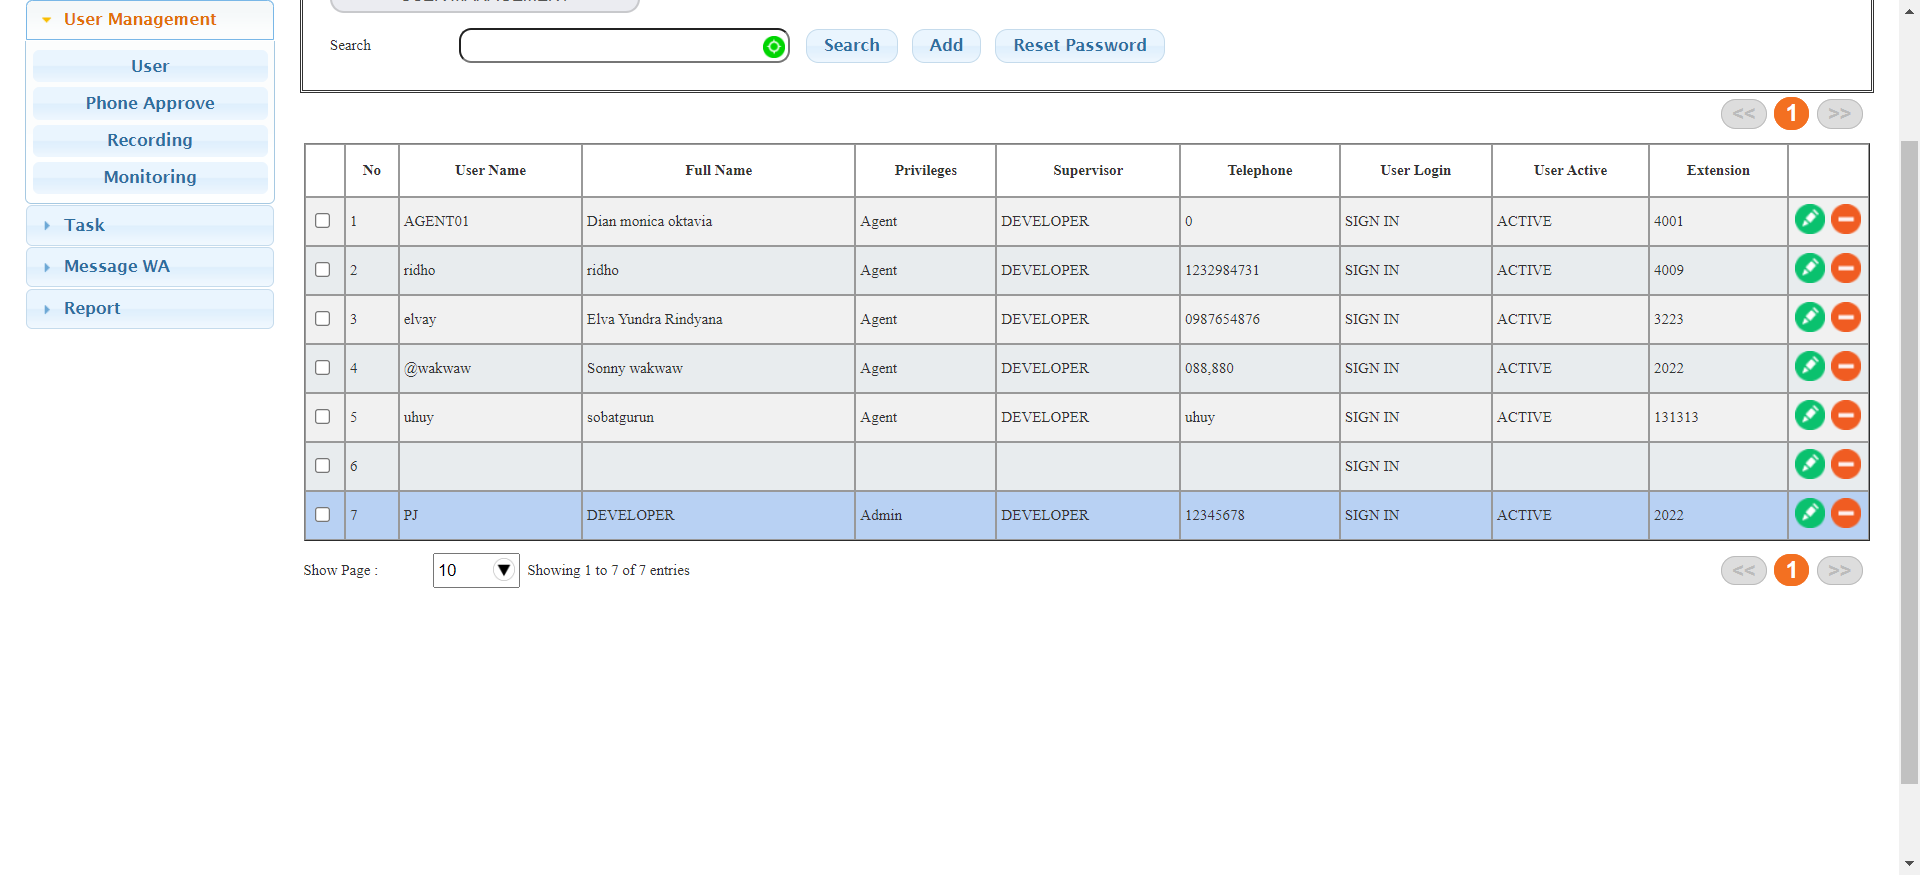 User Management
User
Phone Approve
Recording
Monitoring
Task
Message WA
Report
USER MANAGEMENT
Search Search Add Reset Password
<< 1 >>
No User Name Full Name Privileges Supervisor Telephone User Login User Active Extension
1 AGENT01 Dian monica oktavia Agent DEVELOPER 0 SIGN IN ACTIVE 4001
2 ridho ridho Agent DEVELOPER 1232984731 SIGN IN ACTIVE 4009
3 elvay Elva Yundra Rindyana Agent DEVELOPER 0987654876 SIGN IN ACTIVE 3223
4 @wakwaw Sonny wakwaw Agent DEVELOPER 088,880 SIGN IN ACTIVE 2022
5 uhuy sobatgurun Agent DEVELOPER uhuy SIGN IN ACTIVE 131313
6 SIGN IN
7 PJ DEVELOPER Admin DEVELOPER 12345678 SIGN IN ACTIVE 2022
Show Page : 10 Showing 1 to 7 of 7 entries << 1 >>